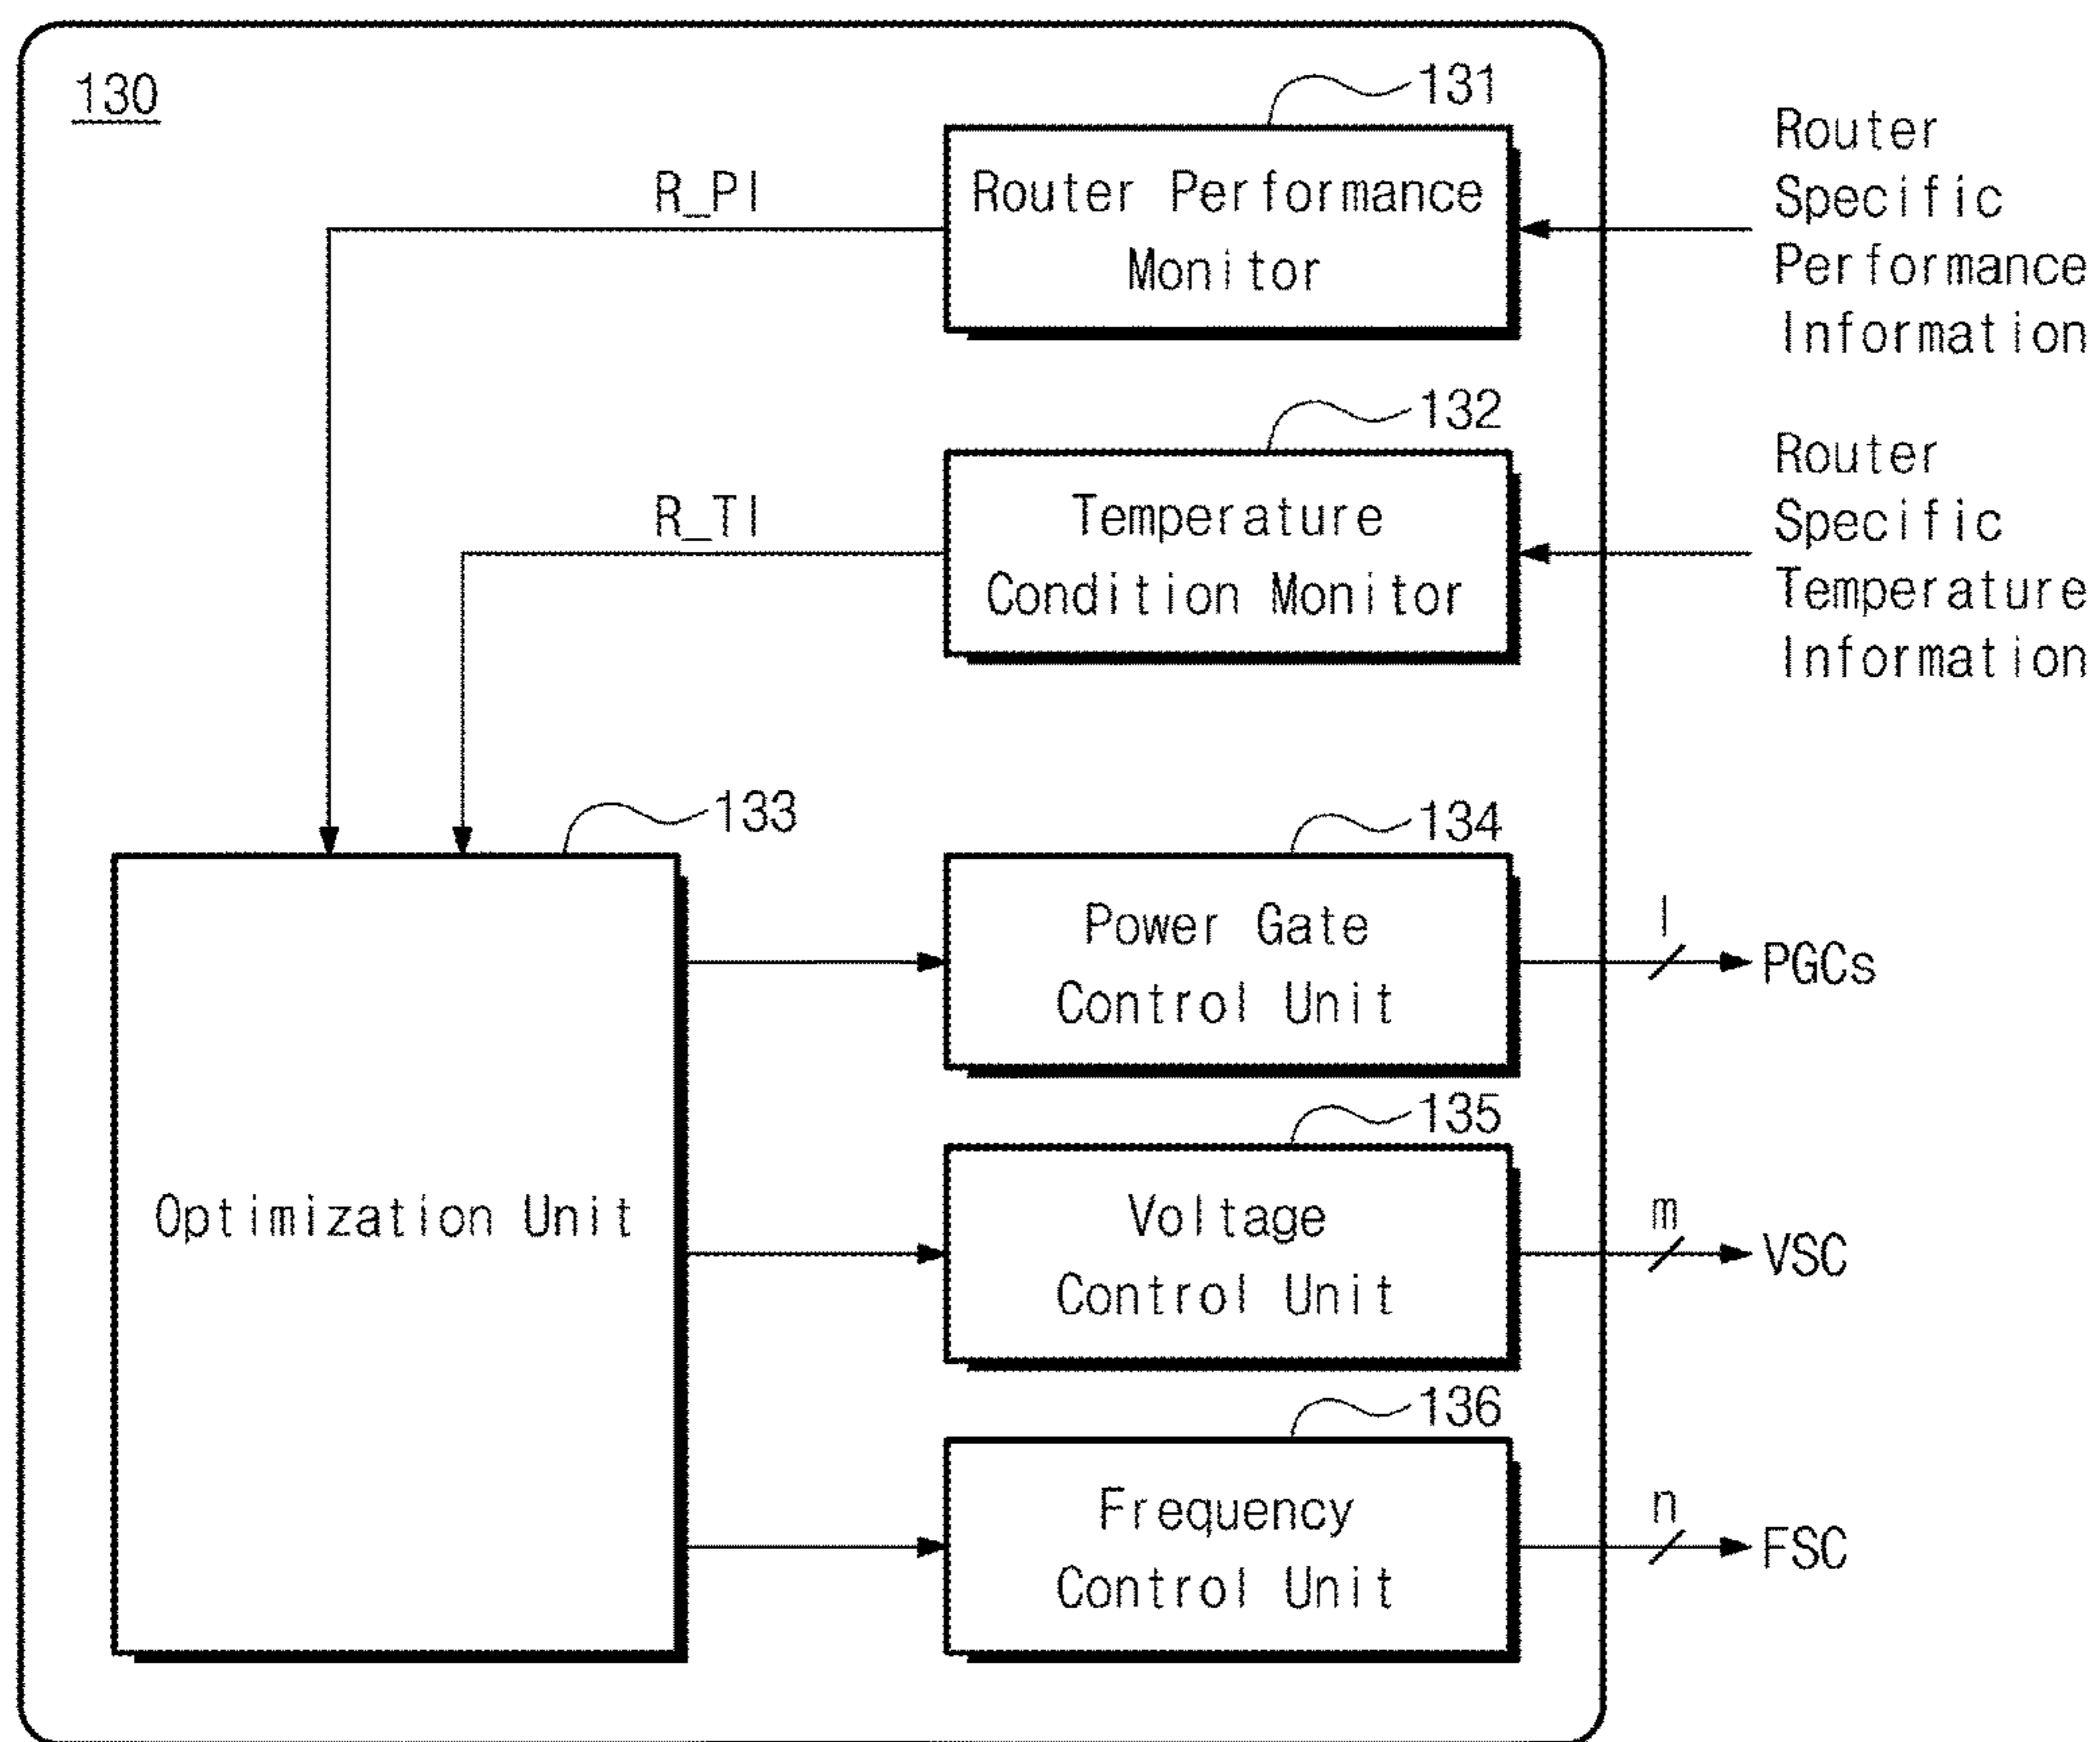 130
131
Router Performance
Monitor
R_PI
Router
Specific
Performance
Information
132
Temperature
Condition Monitor
R_TI
Router
Specific
Temperature
Information
133
Optimization Unit
134
Power Gate
Control Unit
l
PGCs
135
Voltage
Control Unit
m
VSC
136
Frequency
Control Unit
n
FSC